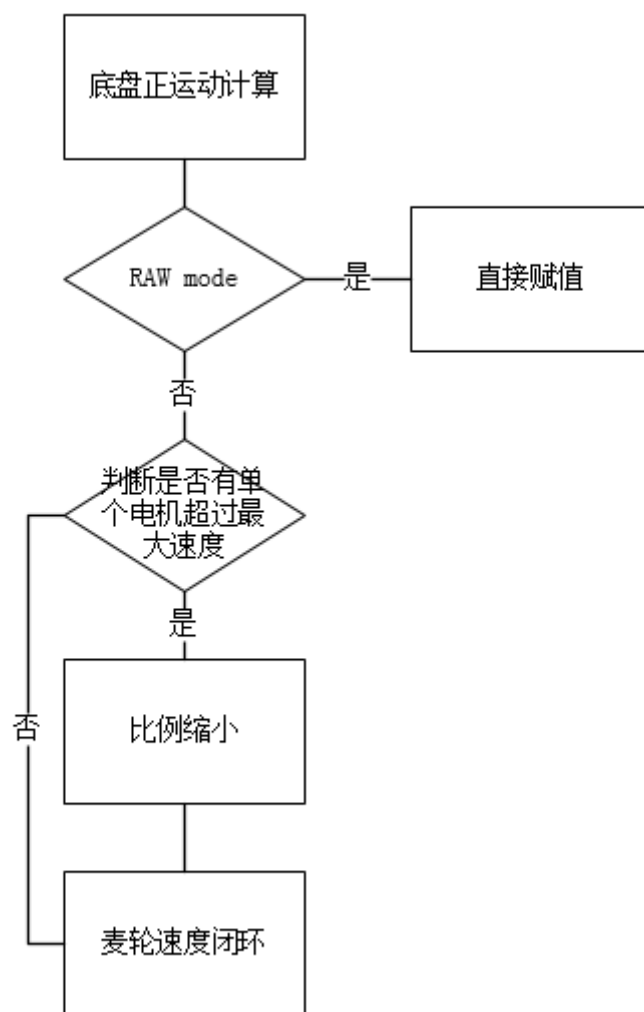 底盘正运动计算
RAW mode
是
直接赋值
否
判断是否有单
个电机超过最
大速度
是
比例缩小
否
麦轮速度闭环